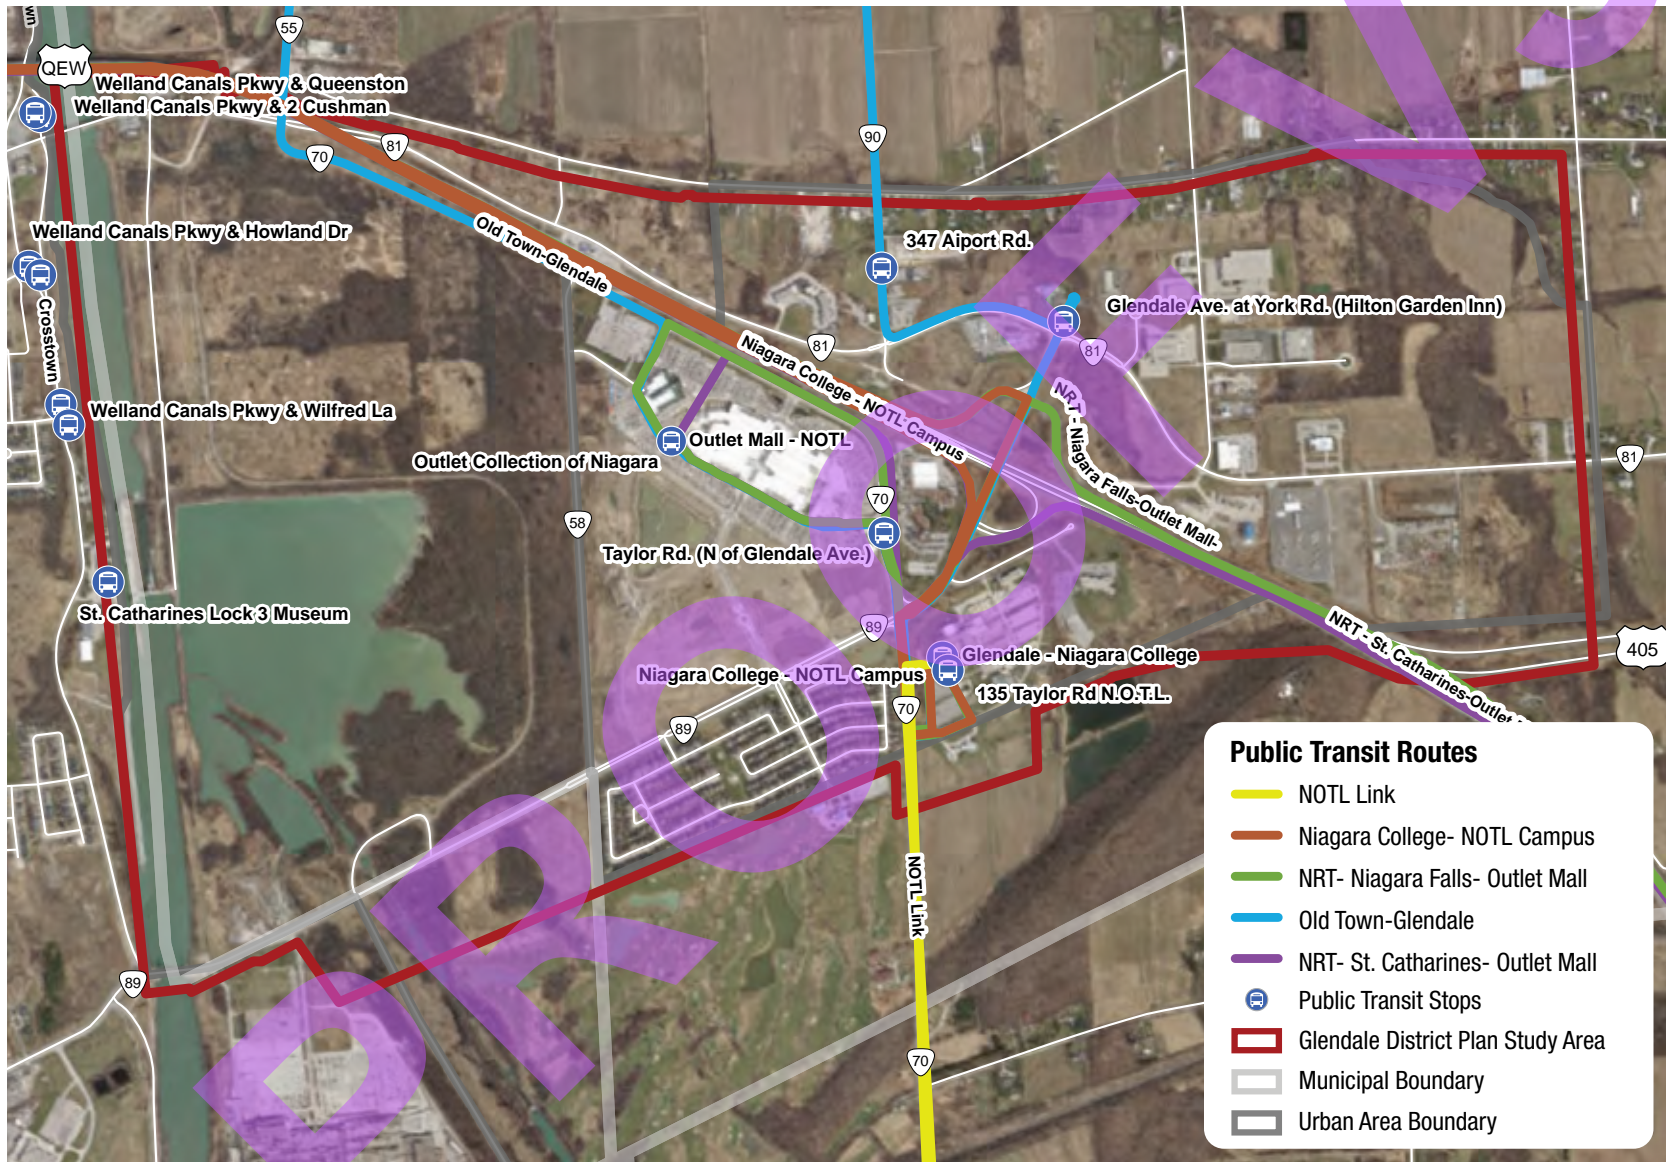 wn
55
QEW
Welland Canals Pkwy & Queenston
Welland Canals Pkwy & 2 Cushman
90
81
70
Welland Canals Pkwy & Howland Dr
Old Town-Glendale
347 Aiport Rd.
Crosstown
Glendale Ave. at York Rd. (Hilton Garden Inn)
81
81
Niagara College - NOTL Campus
NRT - Niagara Falls-Outlet Mall-
Welland Canals Pkwy & Wilfred La
Outlet Mall - NOTL
Outlet Collection of Niagara
81
70
58
Taylor Rd. (N of Glendale Ave.)
St. Catharines Lock 3 Museum
89
NRT - St. Catharines-Outlet
405
Glendale - Niagara College
Niagara College - NOTL Campus
135 Taylor Rd N.O.T.L.
70
89
NOTL Link
89
70
Public Transit Routes
NOTL Link
Niagara College- NOTL Campus
NRT- Niagara Falls- Outlet Mall
Old Town-Glendale
NRT- St. Catharines- Outlet Mall
Public Transit Stops
Glendale District Plan Study Area
Municipal Boundary
Urban Area Boundary